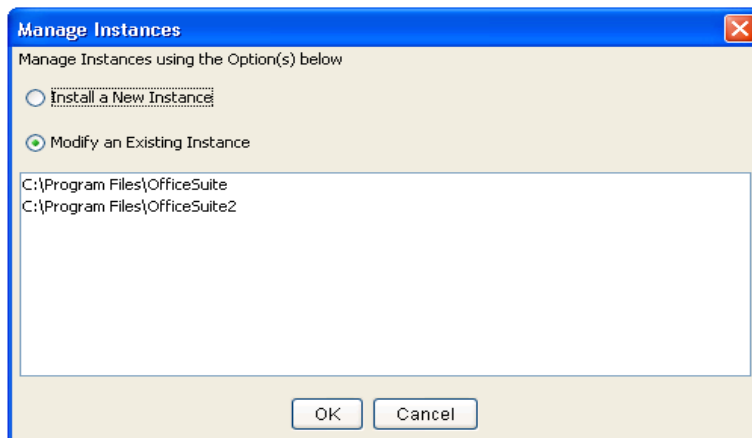 Manage Instances
Manage Instances using the Option(s) below
Install a New Instance
Modify an Existing Instance
C:\Program Files\OfficeSuite
C:\Program Files\OfficeSuite2
OK Cancel